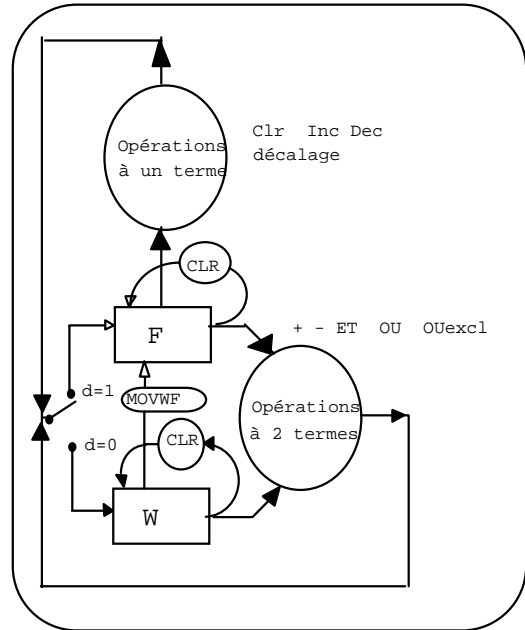 Opérations
à un terme
Clr Inc Dec
décalage
CLR
F
+ - ET OU OUexcl
d=1
MOVWF
Opérations
à 2 termes
d=0
CLR
W